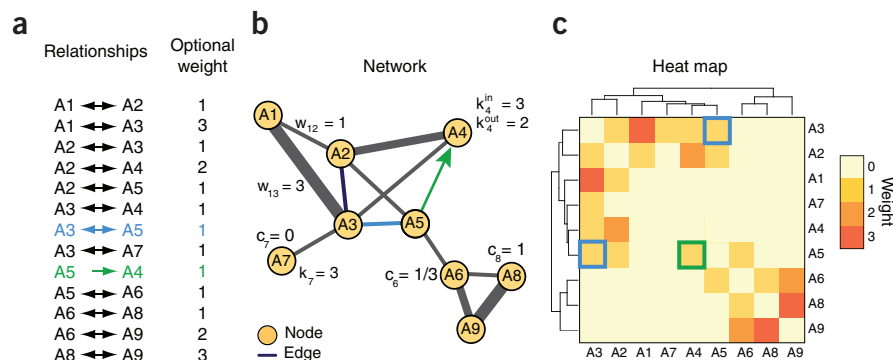 a
Relationships
Optional weight
A1 ↔ A2 1
A1 ↔ A3 3
A2 ↔ A3 1
A2 ↔ A4 2
A2 ↔ A5 1
A3 ↔ A4 1
A3 ↔ A5 1
A3 ↔ A7 1
A5 → A4 1
A5 ↔ A6 1
A6 ↔ A8 1
A6 ↔ A9 2
A8 ↔ A9 3
b
Network
A1
w12 = 1
A2
A4
k4^in = 3
k4^out = 2
w13 = 3
A3
A5
c7 = 0
A7
k7 = 3
c6 = 1/3
A6
c8 = 1
A8
A9
Node
Edge
c
Heat map
A3
A2
A1
A7
A4
A5
A6
A8
A9
A3 A2 A1 A7 A4 A5 A6 A8 A9
0
1
2
3
Weight